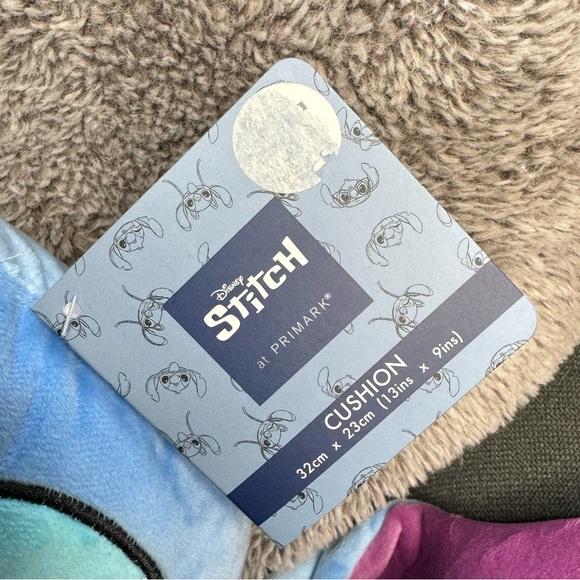 DISNEY
Stitch
at PRIMARK®
CUSHION
32cm x 23cm (13ins x 9ins)